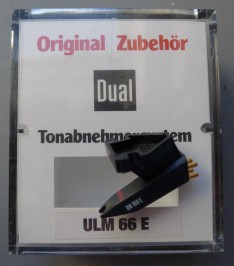 Original Zubehör
Dual
Tonabnehmersystem
ULM 66 E